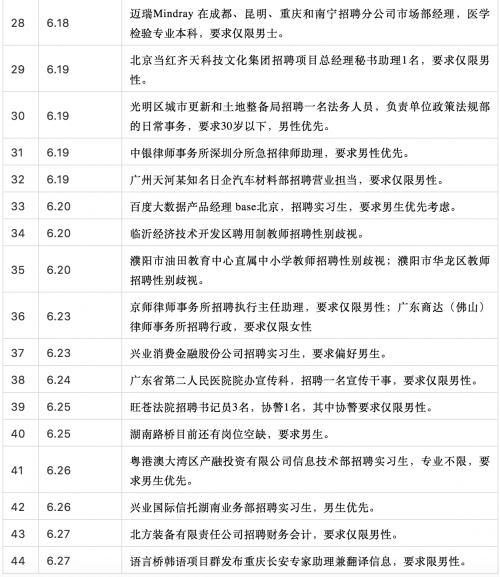 28 6.18 迈瑞Mindray 在成都、昆明、重庆和南宁招聘分公司市场部经理，医学
检验专业本科，要求仅限男士。
29 6.19 北京当红齐天科技文化集团招聘项目总经理秘书助理1名，要求仅限男
性。
30 6.19 光明区城市更新和土地整备局招聘一名法务人员，负责单位政策法规部
的日常事务，要求30岁以下，男性优先。
31 6.19 中银律师事务所深圳分所急招律师助理，要求男性优先。
32 6.19 广州天河某知名日企汽车材料部招聘营业担当，要求仅限男性。
33 6.20 百度大数据产品经理 base北京，招聘实习生，要求男生优先考虑。
34 6.20 临沂经济技术开发区聘用制教师招聘性别歧视。
35 6.20 濮阳市油田教育中心直属中小学教师招聘性别歧视；濮阳市华龙区教师
招聘性别歧视。
36 6.23 京师律师事务所招聘执行主任助理，要求仅限男性；广东商达（佛山）
律师事务所招聘行政，要求仅限女性
37 6.23 兴业消费金融股份公司招聘实习生，要求偏好男生。
38 6.24 广东省第二人民医院院办宣传科，招聘一名宣传干事，要求仅限男性。
39 6.25 旺苍法院招聘书记员3名，协警1名，其中协警要求仅限男性。
40 6.25 湖南路桥目前还有岗位空缺，要求男生。
41 6.26 粤港澳大湾区产融投资有限公司信息技术部招聘实习生，专业不限，要
求男生优先。
42 6.26 兴业国际信托湖南业务部招聘实习生，男生优先。
43 6.27 北方装备有限责任公司招聘财务会计，要求仅限男性。
44 6.27 语言桥韩语项目群发布重庆长安专家助理兼翻译信息，要求限男性。